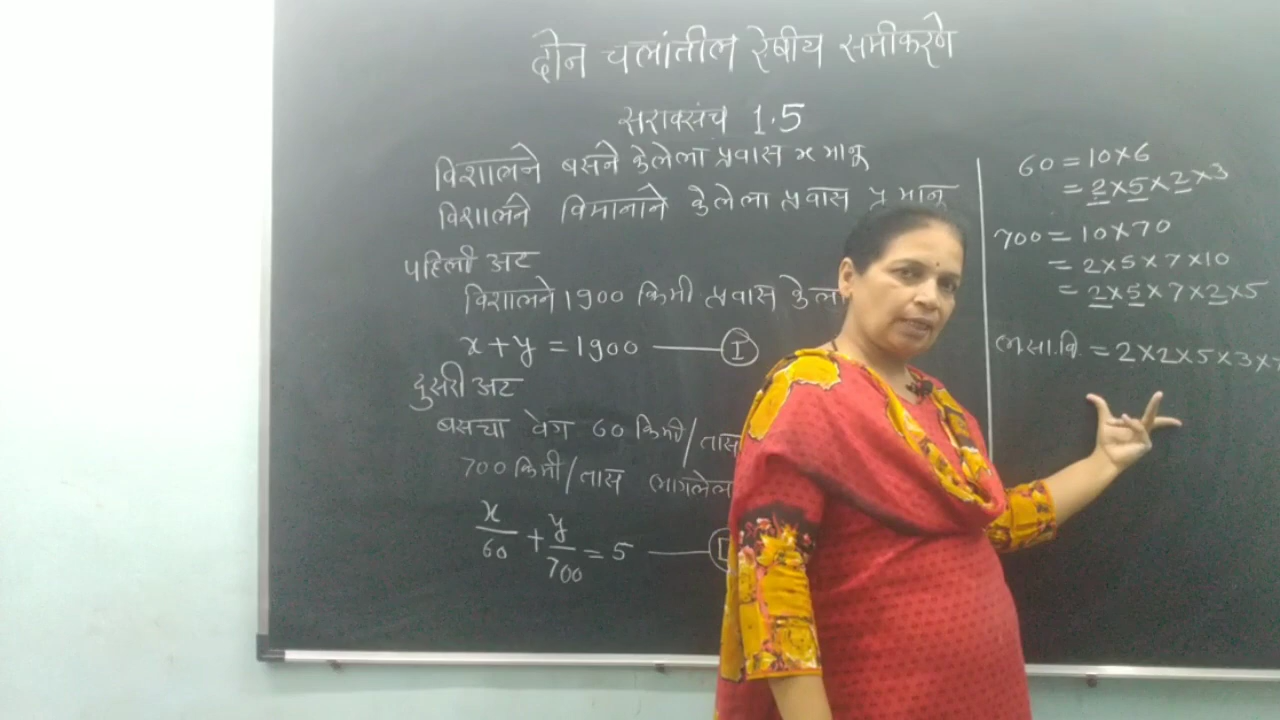 दोन चलांतील रेषीय समीकरणे
सरावसंच 1.5
विशालने बसने केलेला प्रवास x मानू
विशालने विमानाने केलेला प्रवास y मानू
पहिली अट
विशालने 1900 किमी प्रवास केला
x + y = 1900 ——— I
दुसरी अट
बसचा वेग 60 किमी/तास
700 किमी/तास लागलेल
x/60 + y/700 = 5 ———
60 = 10×6
= 2×5×2×3
700 = 10×70
= 2×5×7×10
= 2×5×7×2×5
ल.सा.वि. = 2×2×5×3×